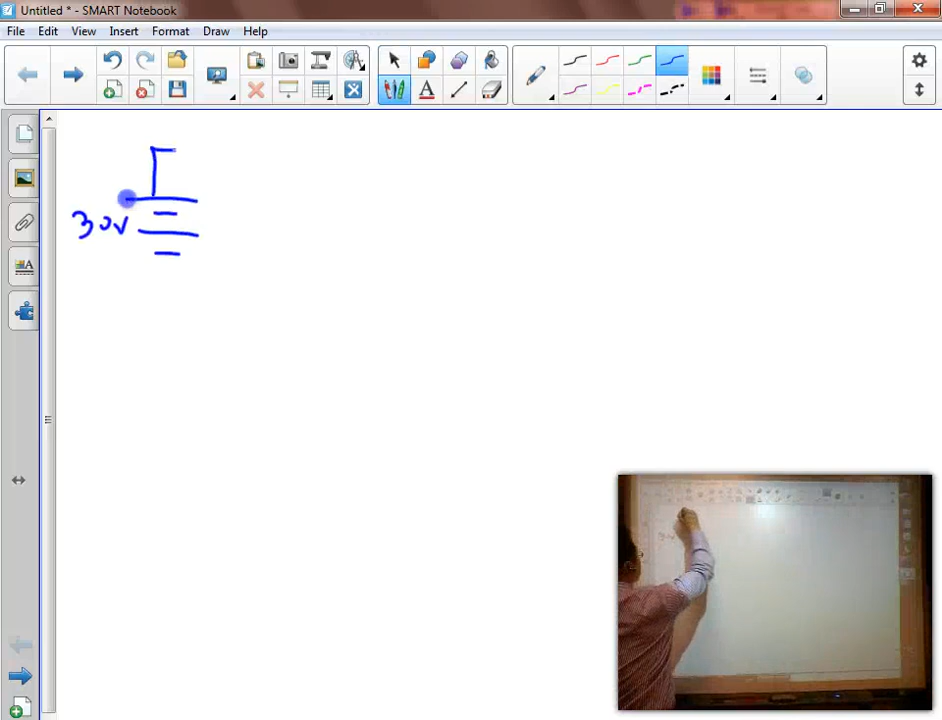 Untitled * - SMART Notebook
File Edit View Insert Format Draw Help
30V